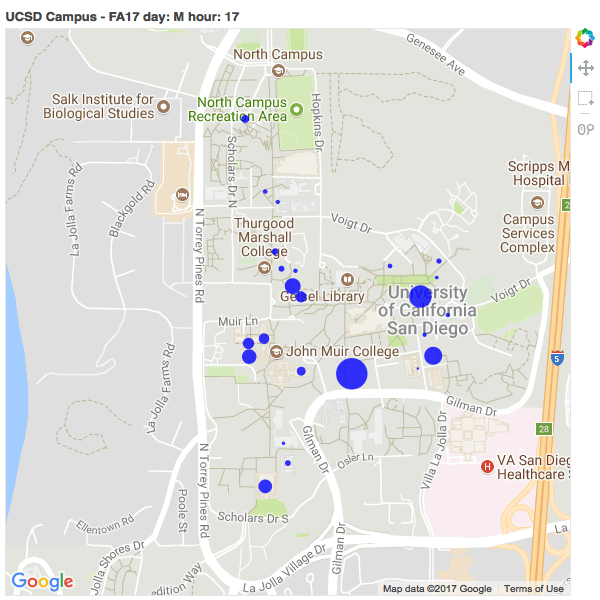 UCSD Campus - FA17 day: M hour: 17
Genesee Ave
North Campus
Salk Institute for
Biological Studies
North Campus
Recreation Area
Hopkins Dr
Scholars Dr N
Scripps M
Hospital
La Jolla Farms Rd
Blackgold Rd
N Torrey Pines Rd
2
Campus
Services
Complex
Voigt Dr
Thurgood
Marshall
College
Geisel Library
University
of California
San Diego
Voigt Dr
Muir Ln
John Muir College
5
La Jolla Farms Rd
Gilman Dr
Gilman Dr
Villa La Jolla Dr
28
Osler Ln
N Torrey Pines Rd
H
VA San Dieg
Healthcare S
Poole St
Ellentown Rd
Scholars Dr S
Gilman Dr
La
La Jolla Shores Dr
La Jolla Village Dr
edition Way
Google
Map data ©2017 Google
Terms of Use